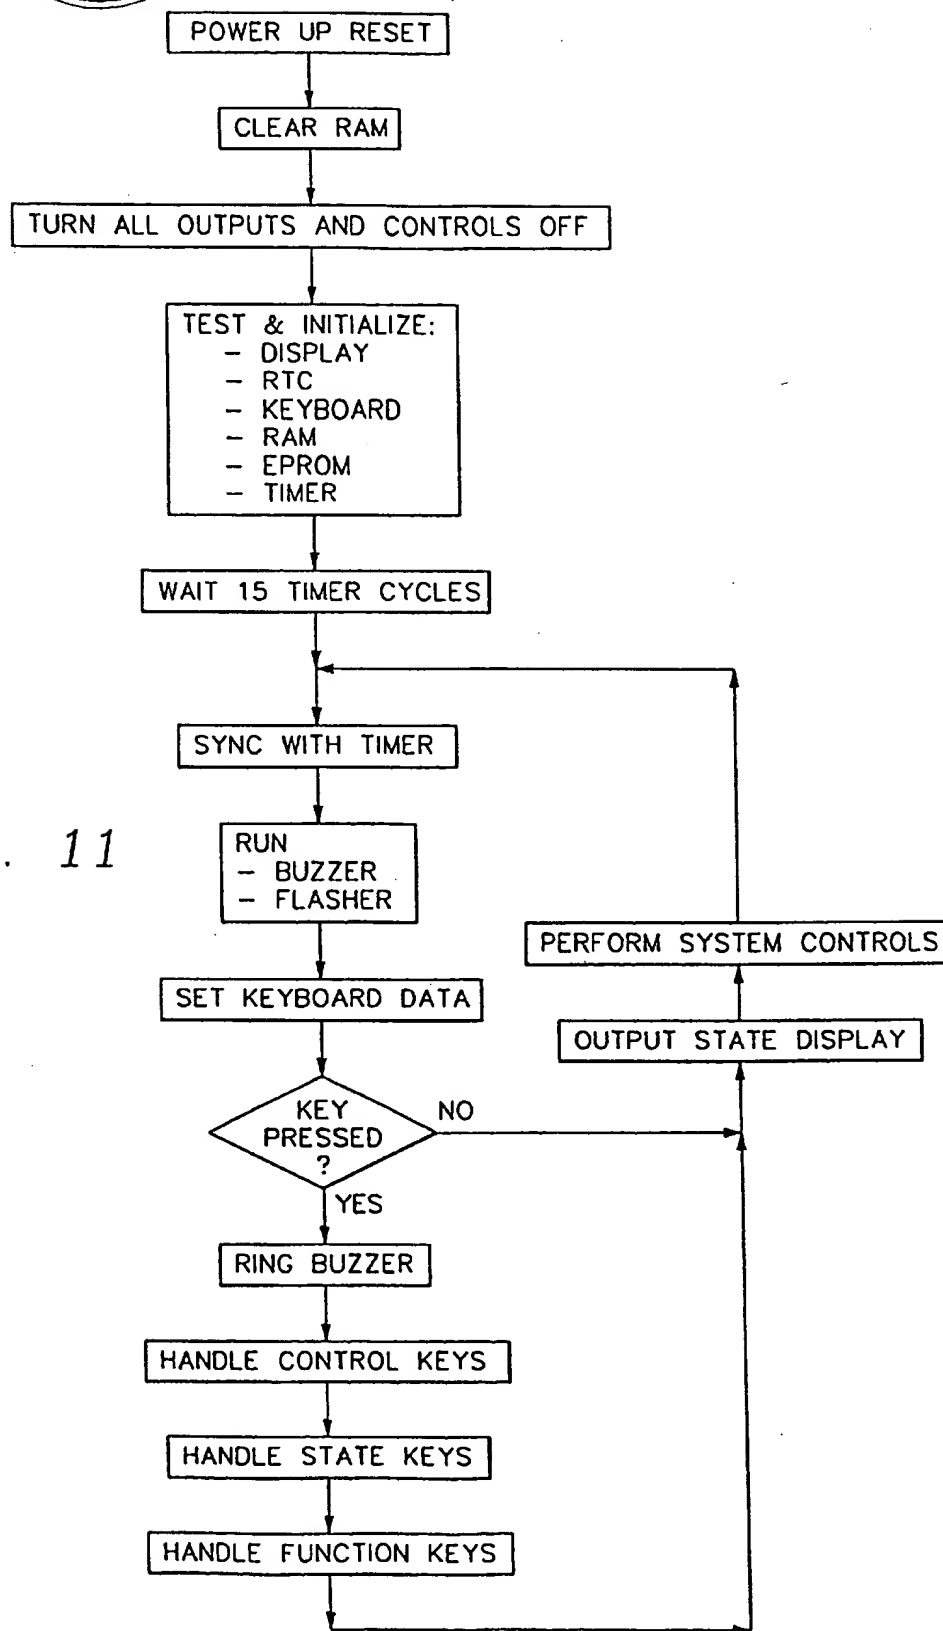 POWER UP RESET
CLEAR RAM
TURN ALL OUTPUTS AND CONTROLS OFF
TEST & INITIALIZE:
– DISPLAY
– RTC
– KEYBOARD
– RAM
– EPROM
– TIMER
WAIT 15 TIMER CYCLES
SYNC WITH TIMER
. 11
RUN
– BUZZER
– FLASHER
PERFORM SYSTEM CONTROLS
SET KEYBOARD DATA
OUTPUT STATE DISPLAY
KEY
PRESSED
?
NO
YES
RING BUZZER
HANDLE CONTROL KEYS
HANDLE STATE KEYS
HANDLE FUNCTION KEYS